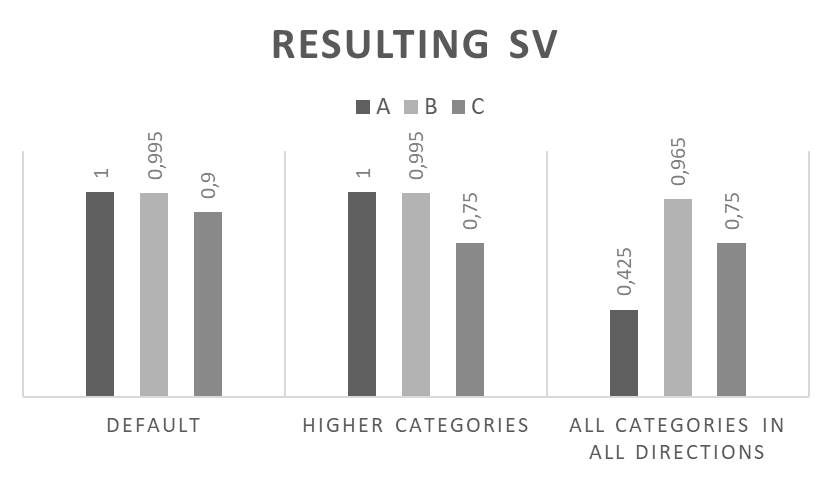 RESULTING SV
A B C
1 0,995 0,9 1 0,995 0,75 0,425 0,965 0,75
DEFAULT HIGHER CATEGORIES ALL CATEGORIES IN
ALL DIRECTIONS